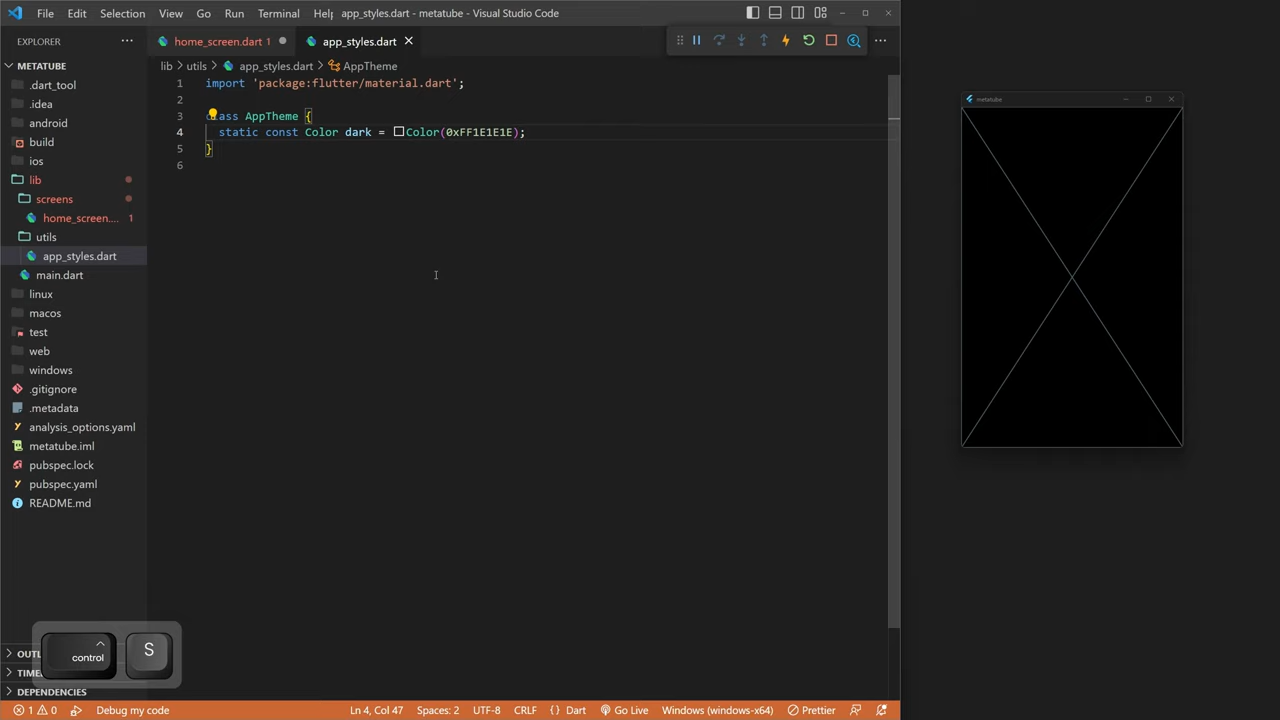 File Edit Selection View Go Run Terminal Help app_styles.dart - metatube - Visual Studio Code
EXPLORER
home_screen.dart 1
app_styles.dart
METATUBE
lib > utils > app_styles.dart > AppTheme
.dart_tool
.idea
android
build
ios
lib
screens
home_screen.... 1
utils
app_styles.dart
main.dart
linux
macos
test
web
windows
.gitignore
.metadata
analysis_options.yaml
metatube.iml
pubspec.lock
pubspec.yaml
README.md
1 import 'package:flutter/material.dart';
2
3 class AppTheme {
4 static const Color dark = Color(0xFF1E1E1E);
5 }
6
metatube
control
S
OUTL
TIME
DEPENDENCIES
1 0 Debug my code Ln 4, Col 47 Spaces: 2 UTF-8 CRLF {} Dart Go Live Windows (windows-x64) Prettier